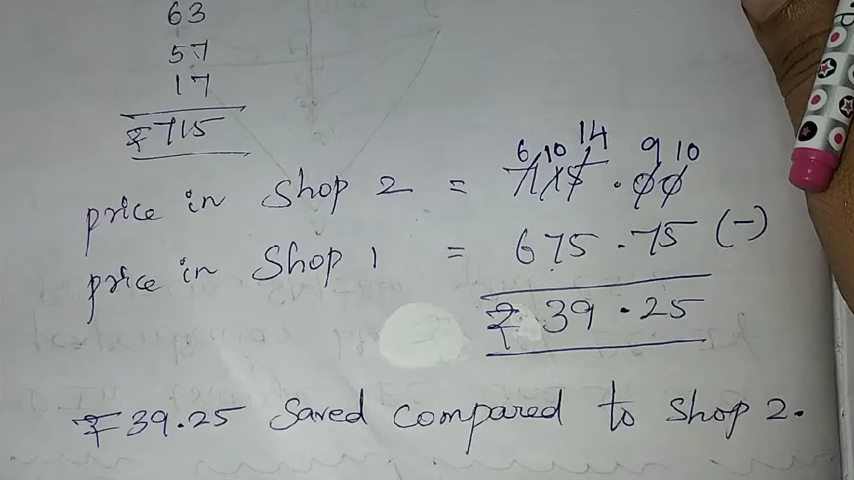 63
57
17
₹ 715
6 10 14 9 10
price in Shop 2 = 715.00
price in Shop 1 = 675.75 (-)
₹ 39.25
₹ 39.25 Saved compared to Shop 2.